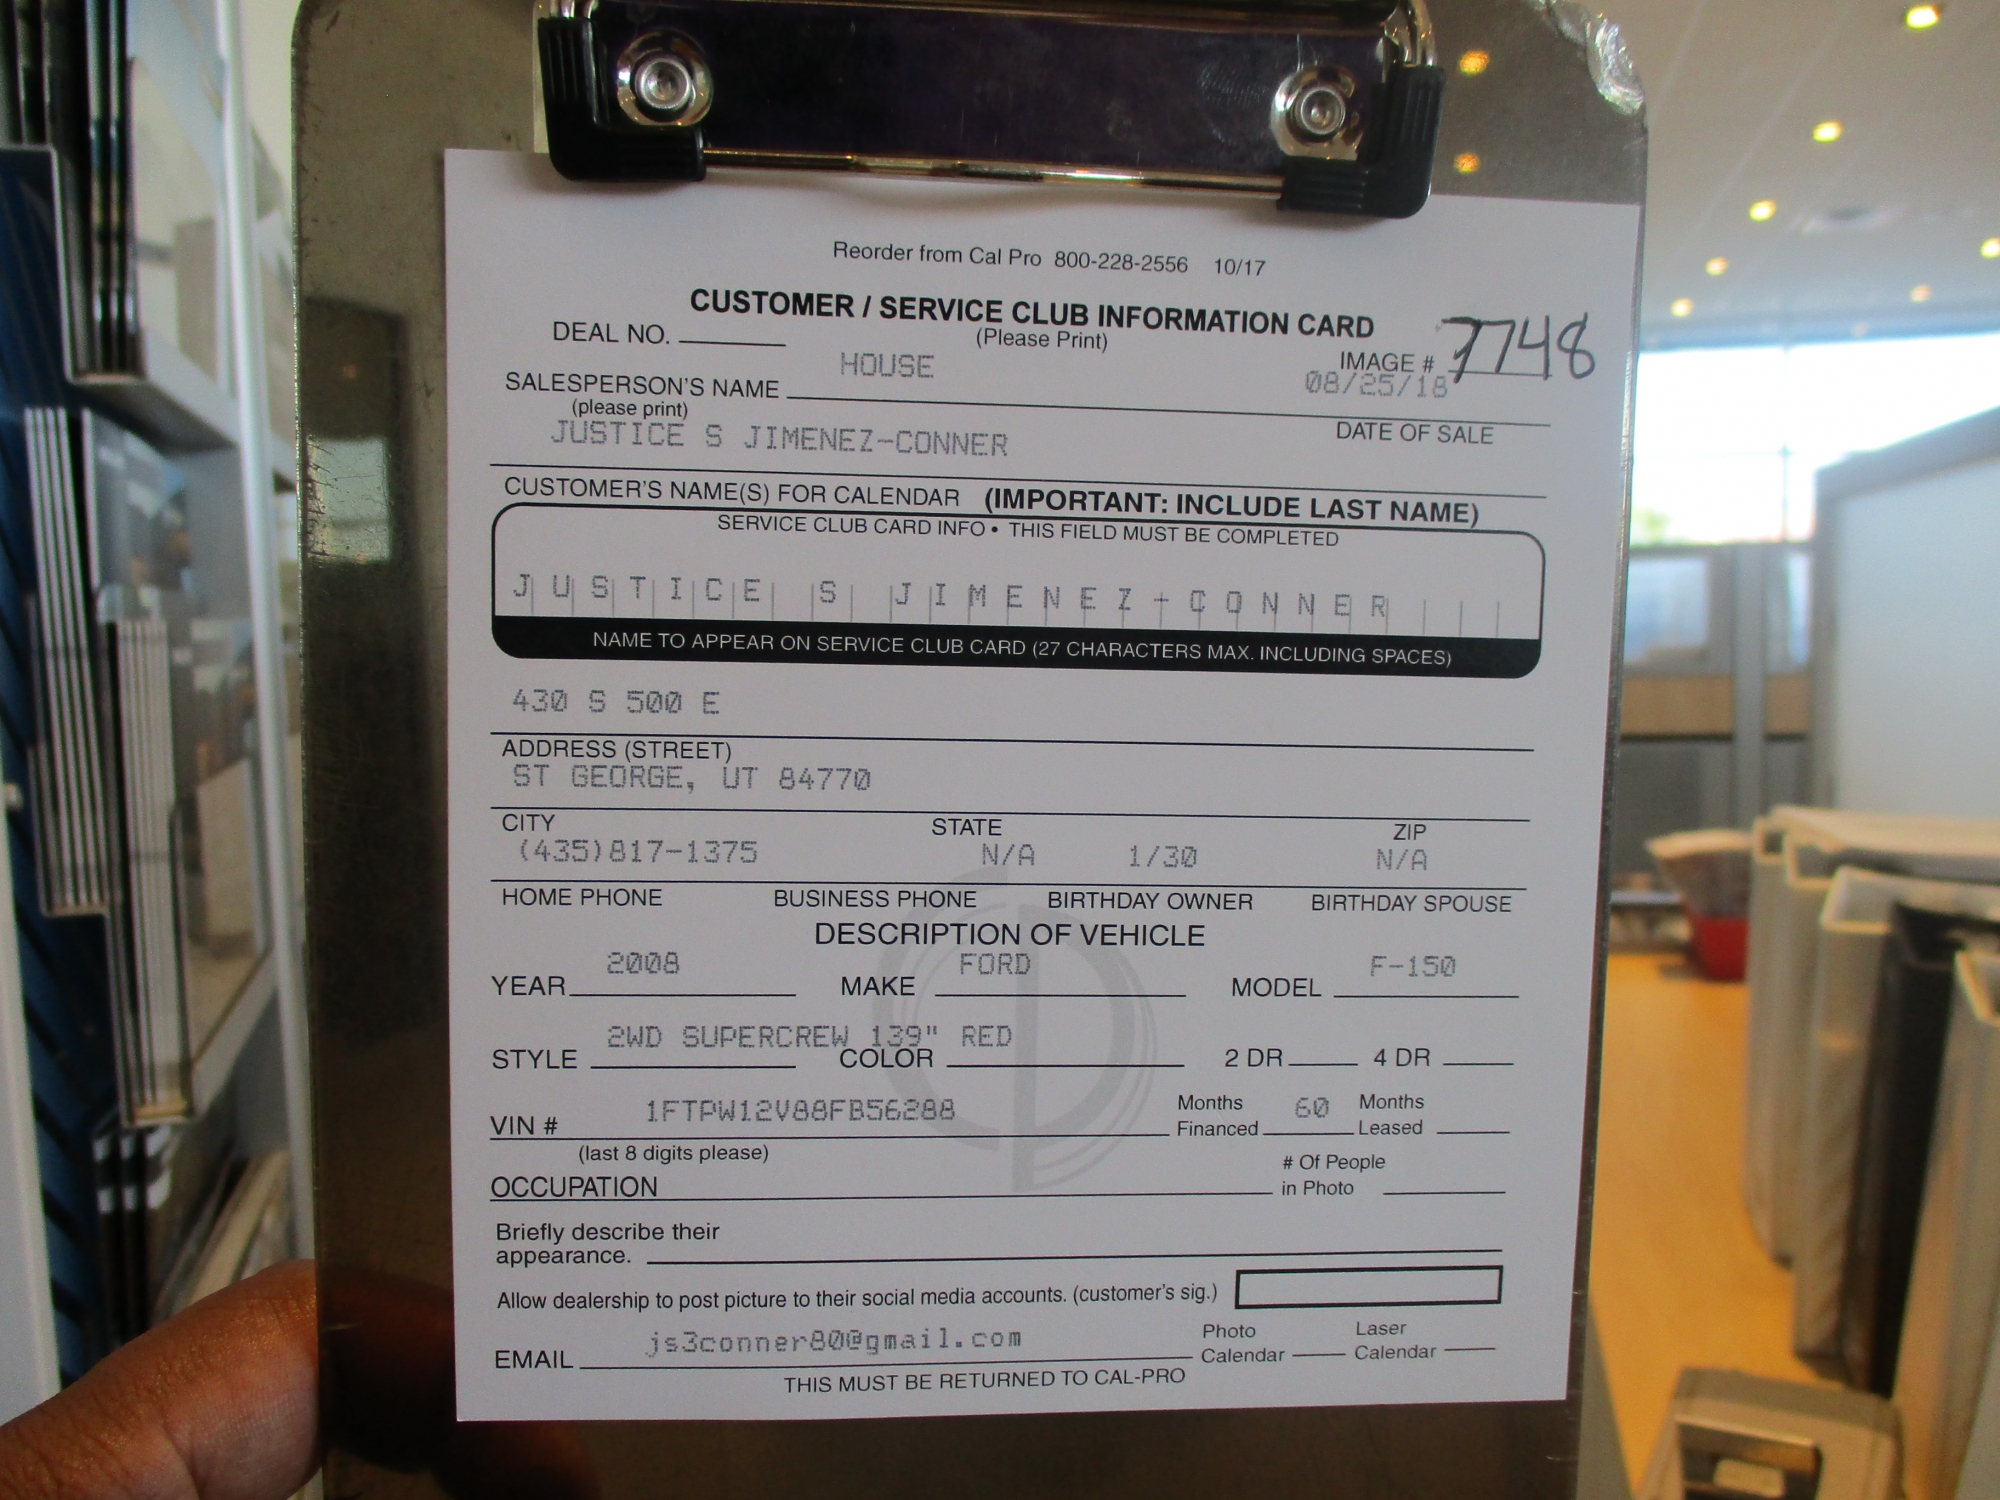 Reorder from Cal Pro 800-228-2556 10/17
CUSTOMER / SERVICE CLUB INFORMATION CARD
DEAL NO. (Please Print) IMAGE # 7748
SALESPERSON'S NAME HOUSE 08/25/18
(please print) DATE OF SALE
JUSTICE S JIMENEZ-CONNER
CUSTOMER'S NAME(S) FOR CALENDAR (IMPORTANT: INCLUDE LAST NAME)
SERVICE CLUB CARD INFO • THIS FIELD MUST BE COMPLETED
JUSTICE S JIMENEZ-CONNER
NAME TO APPEAR ON SERVICE CLUB CARD (27 CHARACTERS MAX. INCLUDING SPACES)
430 S 500 E
ADDRESS (STREET)
ST GEORGE, UT 84770
CITY STATE ZIP
(435)817-1375 N/A 1/30 N/A
HOME PHONE BUSINESS PHONE BIRTHDAY OWNER BIRTHDAY SPOUSE
DESCRIPTION OF VEHICLE
YEAR 2008 MAKE FORD MODEL F-150
STYLE 2WD SUPERCREW 139" COLOR RED 2 DR 4 DR
VIN # 1FTPW12V88FB56288 Months Financed 60 Months Leased
(last 8 digits please)
OCCUPATION # Of People in Photo
Briefly describe their
appearance.
Allow dealership to post picture to their social media accounts. (customer's sig.)
EMAIL js3conner80@gmail.com Photo Calendar Laser Calendar
THIS MUST BE RETURNED TO CAL-PRO